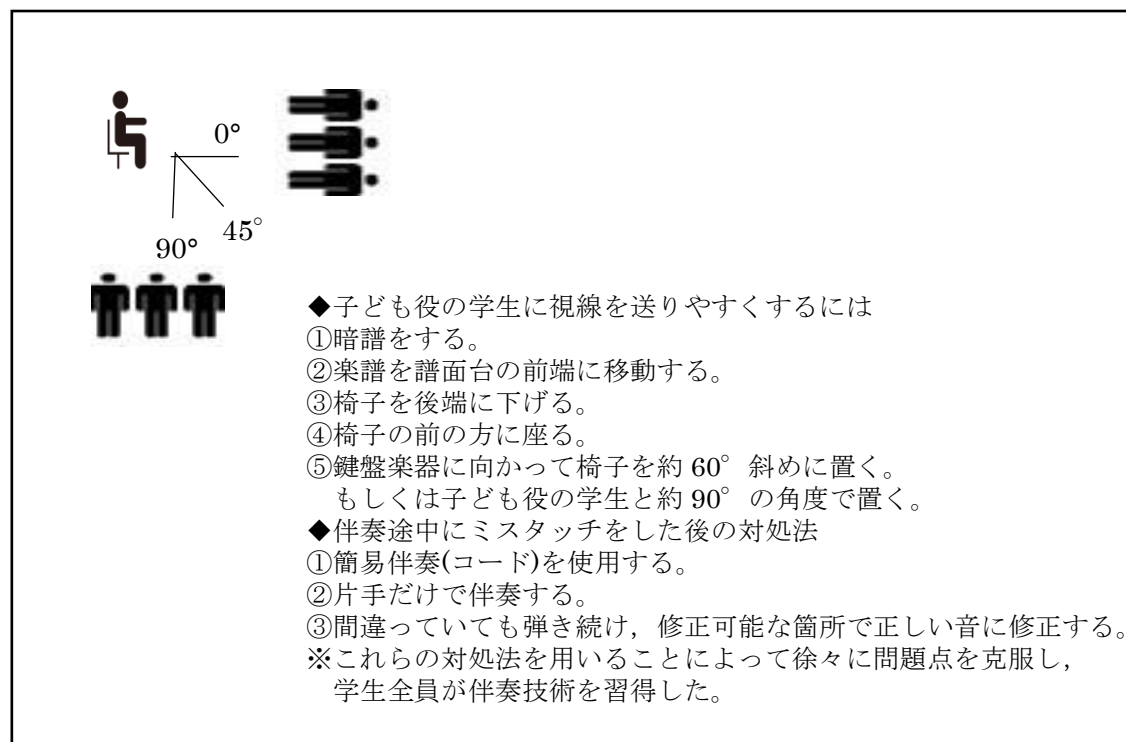 0°
45°
90°
◆子ども役の学生に視線を送りやすくするには
①暗譜をする。
②楽譜を譜面台の前端に移動する。
③椅子を後端に下げる。
④椅子の前の方に座る。
⑤鍵盤楽器に向かって椅子を約 60°斜めに置く。
もしくは子ども役の学生と約 90°の角度で置く。
◆伴奏途中にミスタッチをした後の対処法
①簡易伴奏(コード)を使用する。
②片手だけで伴奏する。
③間違っていても弾き続け，修正可能な箇所で正しい音に修正する。
※これらの対処法を用いることによって徐々に問題点を克服し，
学生全員が伴奏技術を習得した。